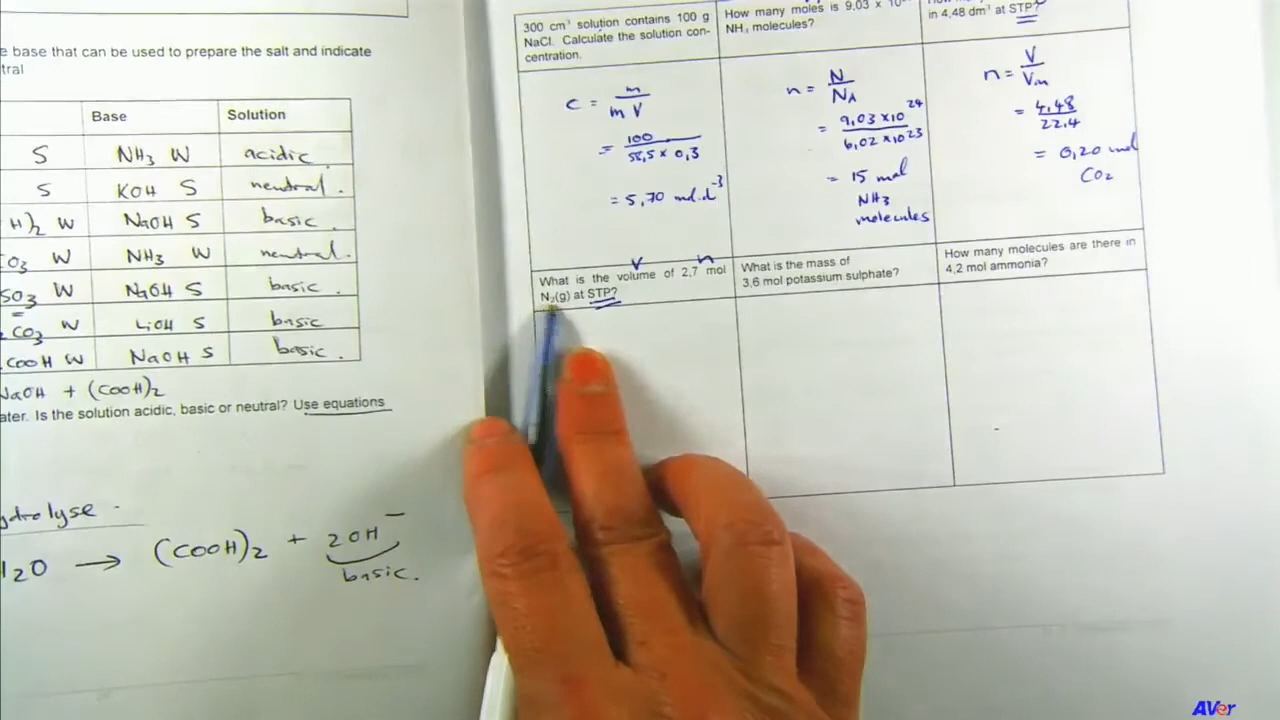 e base that can be used to prepare the salt and indicate
tral
Base Solution
S NH3 W acidic
S KOH S neutral.
H)2 W NaOH S basic
CO3 W NH3 W neutral.
SO3 W NaOH S basic.
CO3 W LiOH S basic
COOH W NaOH S basic.
NaOH + (COOH)2
ater. Is the solution acidic, basic or neutral? Use equations
ydrolyse.
H2O → (COOH)2 + 2OH⁻
basic.
300 cm³ solution contains 100 g
NaCl. Calculate the solution con-
centration.
c = m / m V
= 100 / 58,5 × 0,3
= 5,70 mol.d⁻³
How many moles is 9,03 × 10
NH3 molecules?
n = N / NA
= 9,03 × 10²⁴ / 6,02 × 10²³
= 15 mol
NH3
molecules
in 4,48 dm³ at STP?
n = V / Vm
= 4,48 / 22.4
= 0,20 mol
CO2
V n
What is the volume of 2,7 mol
N2(g) at STP?
What is the mass of
3,6 mol potassium sulphate?
How many molecules are there in
4,2 mol ammonia?
AVer